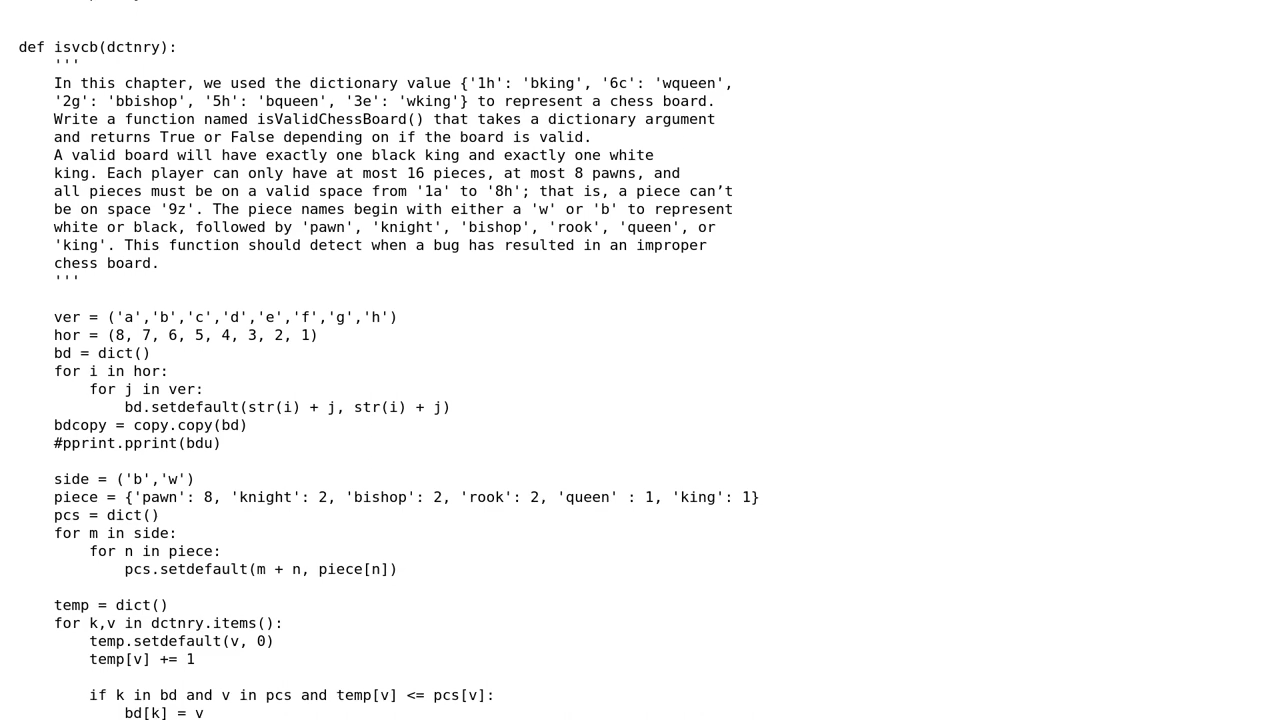 def isvcb(dctnry):
    '''
    In this chapter, we used the dictionary value {'1h': 'bking', '6c': 'wqueen',
    '2g': 'bbishop', '5h': 'bqueen', '3e': 'wking'} to represent a chess board.
    Write a function named isValidChessBoard() that takes a dictionary argument
    and returns True or False depending on if the board is valid.
    A valid board will have exactly one black king and exactly one white
    king. Each player can only have at most 16 pieces, at most 8 pawns, and
    all pieces must be on a valid space from '1a' to '8h'; that is, a piece can’t
    be on space '9z'. The piece names begin with either a 'w' or 'b' to represent
    white or black, followed by 'pawn', 'knight', 'bishop', 'rook', 'queen', or
    'king'. This function should detect when a bug has resulted in an improper
    chess board.
    '''

    ver = ('a','b','c','d','e','f','g','h')
    hor = (8, 7, 6, 5, 4, 3, 2, 1)
    bd = dict()
    for i in hor:
        for j in ver:
            bd.setdefault(str(i) + j, str(i) + j)
    bdcopy = copy.copy(bd)
    #pprint.pprint(bdu)

    side = ('b','w')
    piece = {'pawn': 8, 'knight': 2, 'bishop': 2, 'rook': 2, 'queen' : 1, 'king': 1}
    pcs = dict()
    for m in side:
        for n in piece:
            pcs.setdefault(m + n, piece[n])

    temp = dict()
    for k,v in dctnry.items():
        temp.setdefault(v, 0)
        temp[v] += 1

        if k in bd and v in pcs and temp[v] <= pcs[v]:
            bd[k] = v